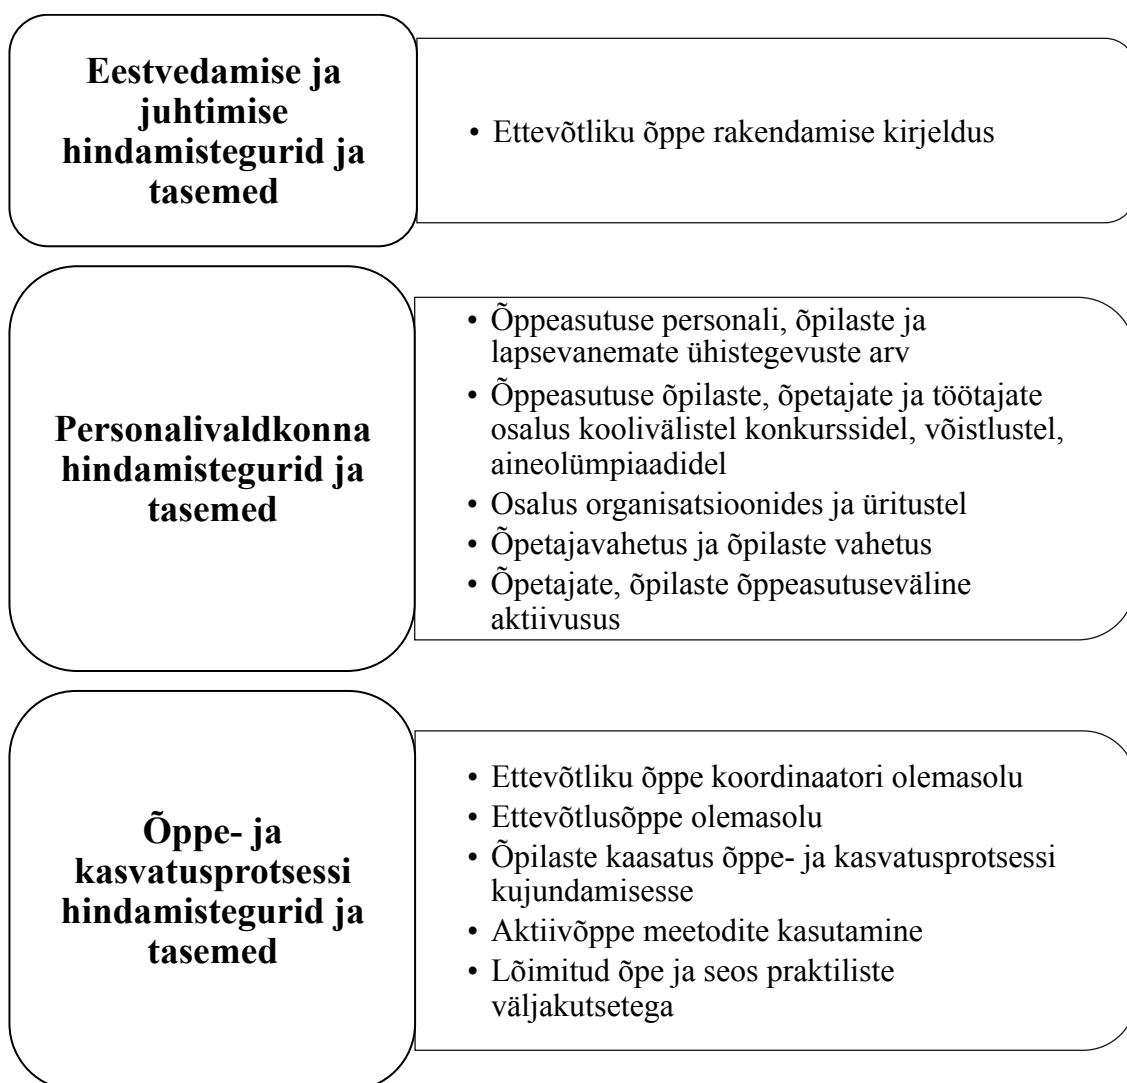 Eestvedamise ja
juhtimise
hindamistegurid ja
tasemed
• Ettevõtliku õppe rakendamise kirjeldus
Personalivaldkonna
hindamistegurid ja
tasemed
• Õppeasutuse personali, õpilaste ja
lapsevanemate ühistegevuste arv
• Õppeasutuse õpilaste, õpetajate ja töötajate
osalus koolivälistel konkurssidel, võistlustel,
aineolümpiaadidel
• Osalus organisatsioonides ja üritustel
• Õpetajavahetus ja õpilaste vahetus
• Õpetajate, õpilaste õppeasutuseväline
aktiivusus
Õppe- ja
kasvatusprotsessi
hindamistegurid ja
tasemed
• Ettevõtliku õppe koordinaatori olemasolu
• Ettevõtlusõppe olemasolu
• Õpilaste kaasatus õppe- ja kasvatusprotsessi
kujundamisesse
• Aktiivõppe meetodite kasutamine
• Lõimitud õpe ja seos praktiliste
väljakutsetega